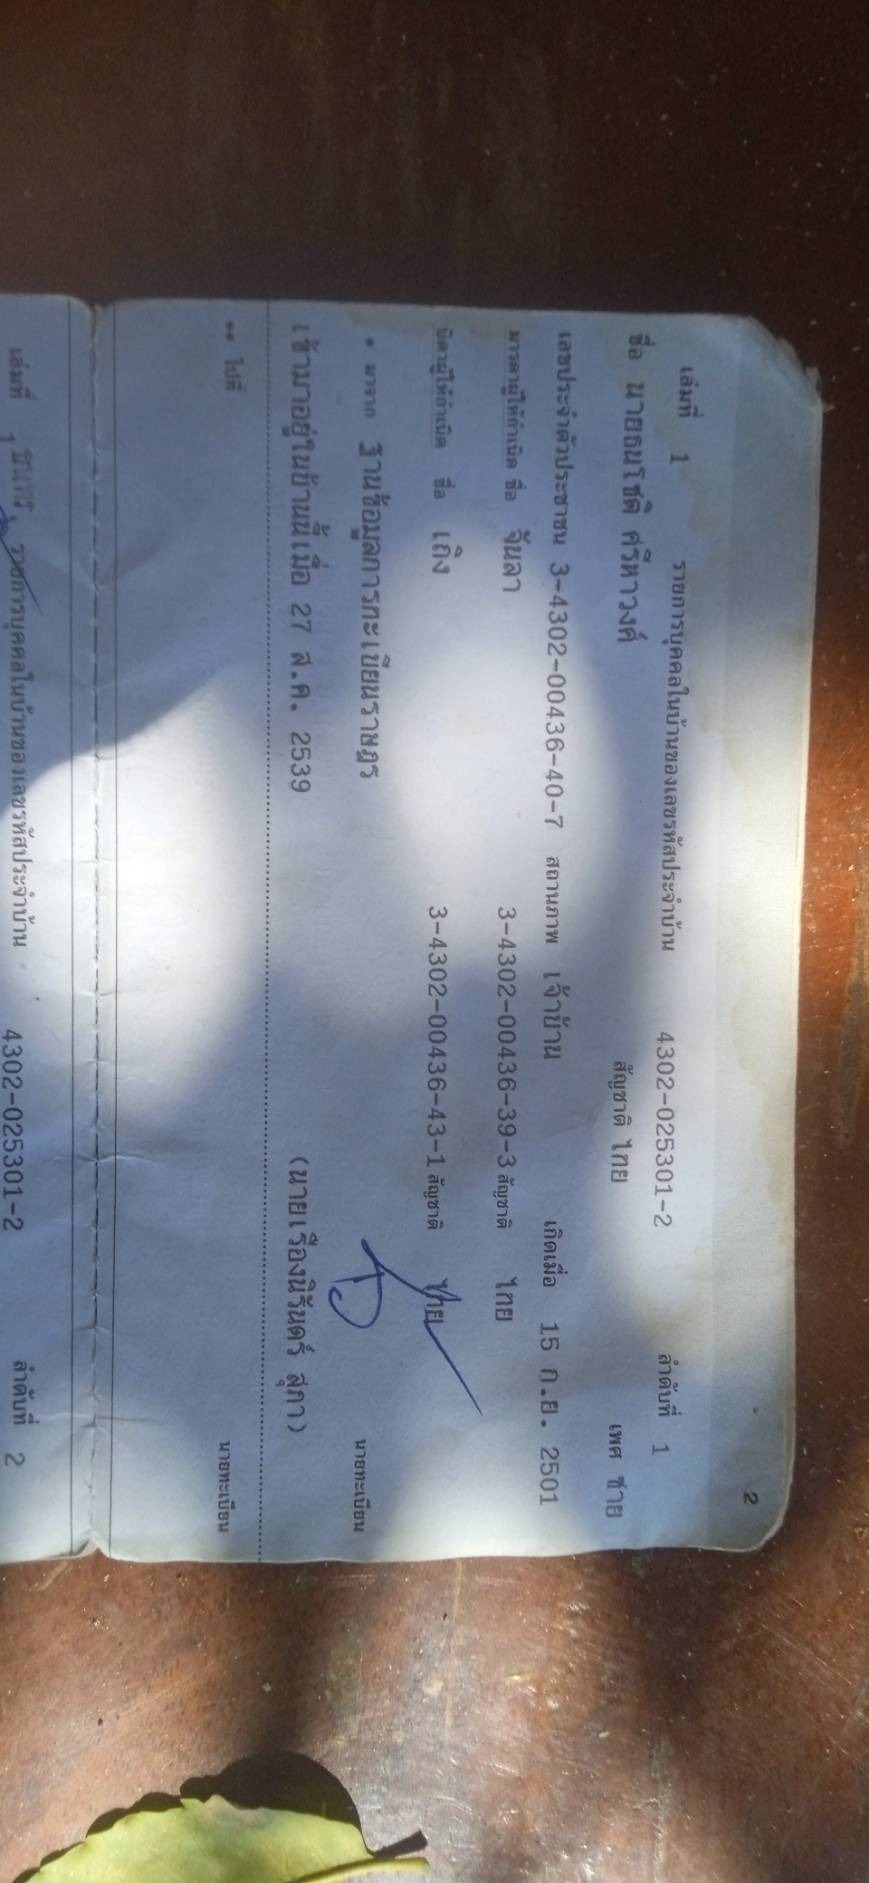 2
เล่มที่ 1 รายการบุคคลในบ้านของเลขรหัสประจำบ้าน 4302-025301-2 ลำดับที่ 1
ชื่อ นายธนโชติ ศรีหาวงศ์ สัญชาติ ไทย เพศ ชาย
เลขประจำตัวประชาชน 3-4302-00436-40-7 สถานภาพ เจ้าบ้าน เกิดเมื่อ 15 ก.ย. 2501
มารดาผู้ให้กำเนิด ชื่อ จันลา 3-4302-00436-39-3 สัญชาติ ไทย
บิดาผู้ให้กำเนิด ชื่อ เถิง 3-4302-00436-43-1 สัญชาติ ไทย
* มาจาก ฐานข้อมูลการทะเบียนราษฎร นายทะเบียน
เข้ามาอยู่ในบ้านนี้เมื่อ 27 ส.ค. 2539 (นายเรืองนิรันดร์ สุภา)
** ไปที่ นายทะเบียน
เล่มที่ 1 รายการบุคคลในบ้านของเลขรหัสประจำบ้าน 4302-025301-2 ลำดับที่ 2